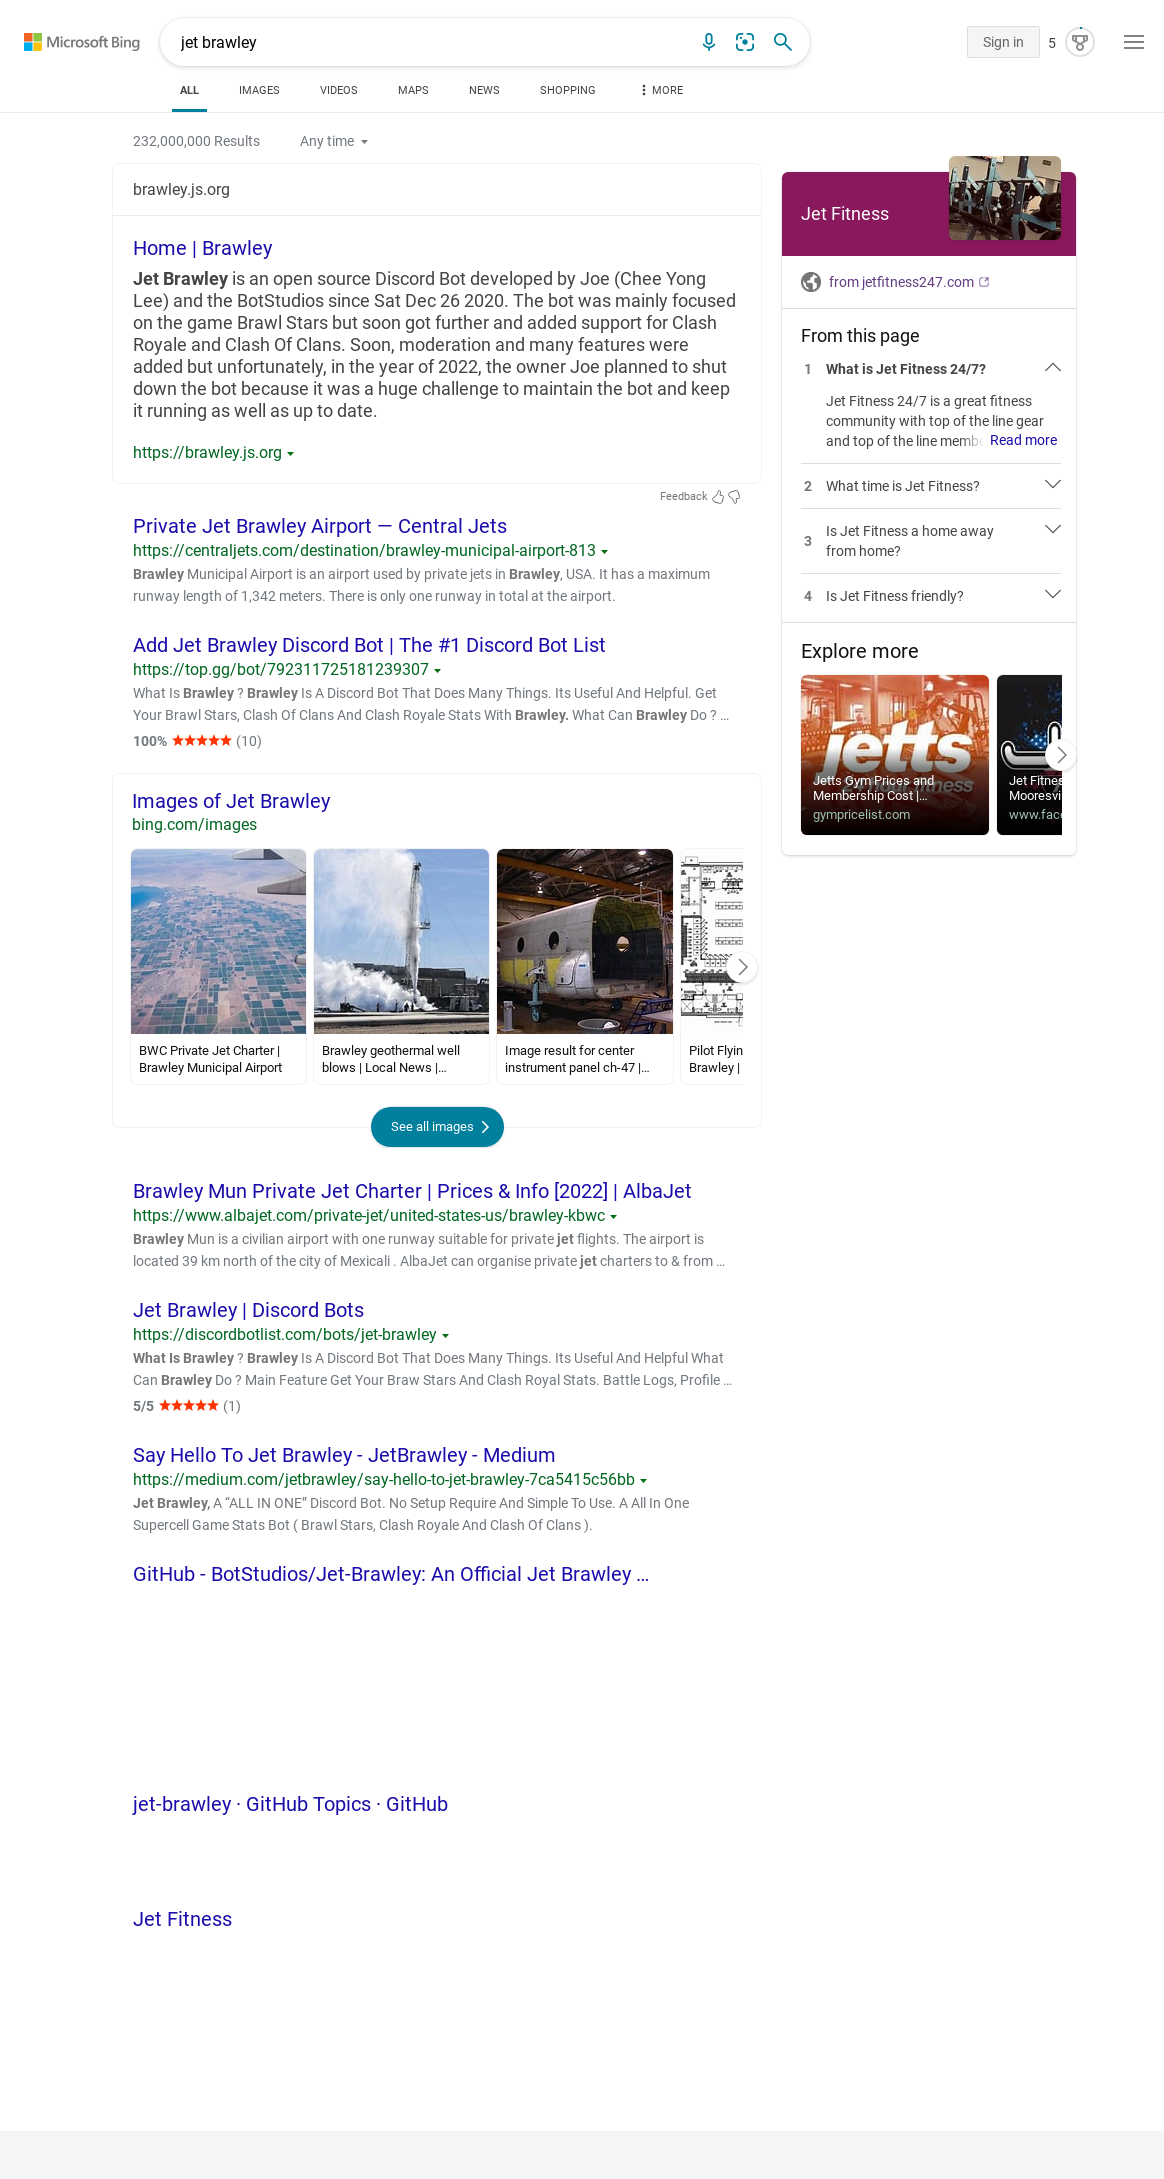 Microsoft Bing
jet brawley
Sign in
5
ALL
IMAGES
VIDEOS
MAPS
NEWS
SHOPPING
MORE
232,000,000 Results
Any time
brawley.js.org
Home | Brawley
Jet Brawley is an open source Discord Bot developed by Joe (Chee Yong
Lee) and the BotStudios since Sat Dec 26 2020. The bot was mainly focused
on the game Brawl Stars but soon got further and added support for Clash
Royale and Clash Of Clans. Soon, moderation and many features were
added but unfortunately, in the year of 2022, the owner Joe planned to shut
down the bot because it was a huge challenge to maintain the bot and keep
it running as well as up to date.
https://brawley.js.org
Feedback
Private Jet Brawley Airport — Central Jets
https://centraljets.com/destination/brawley-municipal-airport-813
Brawley Municipal Airport is an airport used by private jets in Brawley, USA. It has a maximum
runway length of 1,342 meters. There is only one runway in total at the airport.
Add Jet Brawley Discord Bot | The #1 Discord Bot List
https://top.gg/bot/792311725181239307
What Is Brawley ? Brawley Is A Discord Bot That Does Many Things. Its Useful And Helpful. Get
Your Brawl Stars, Clash Of Clans And Clash Royale Stats With Brawley. What Can Brawley Do ? …
100% ★★★★★ (10)
Images of Jet Brawley
bing.com/images
BWC Private Jet Charter |
Brawley Municipal Airport
Brawley geothermal well
blows | Local News |…
Image result for center
instrument panel ch-47 |…
Pilot Flyin
Brawley |
See all images
Brawley Mun Private Jet Charter | Prices & Info [2022] | AlbaJet
https://www.albajet.com/private-jet/united-states-us/brawley-kbwc
Brawley Mun is a civilian airport with one runway suitable for private jet flights. The airport is
located 39 km north of the city of Mexicali . AlbaJet can organise private jet charters to & from …
Jet Brawley | Discord Bots
https://discordbotlist.com/bots/jet-brawley
What Is Brawley ? Brawley Is A Discord Bot That Does Many Things. Its Useful And Helpful What
Can Brawley Do ? Main Feature Get Your Braw Stars And Clash Royal Stats. Battle Logs, Profile …
5/5 ★★★★★ (1)
Say Hello To Jet Brawley - JetBrawley - Medium
https://medium.com/jetbrawley/say-hello-to-jet-brawley-7ca5415c56bb
Jet Brawley, A “ALL IN ONE” Discord Bot. No Setup Require And Simple To Use. A All In One
Supercell Game Stats Bot ( Brawl Stars, Clash Royale And Clash Of Clans ).
GitHub - BotStudios/Jet-Brawley: An Official Jet Brawley …
jet-brawley · GitHub Topics · GitHub
Jet Fitness
Jet Fitness
from jetfitness247.com
From this page
1 What is Jet Fitness 24/7?
Jet Fitness 24/7 is a great fitness
community with top of the line gear
and top of the line membe Read more
2 What time is Jet Fitness?
3 Is Jet Fitness a home away
from home?
4 Is Jet Fitness friendly?
Explore more
jetts
24 hour fitness
Jetts Gym Prices and
Membership Cost |…
gympricelist.com
Jet Fitnes
Mooresvi
www.face